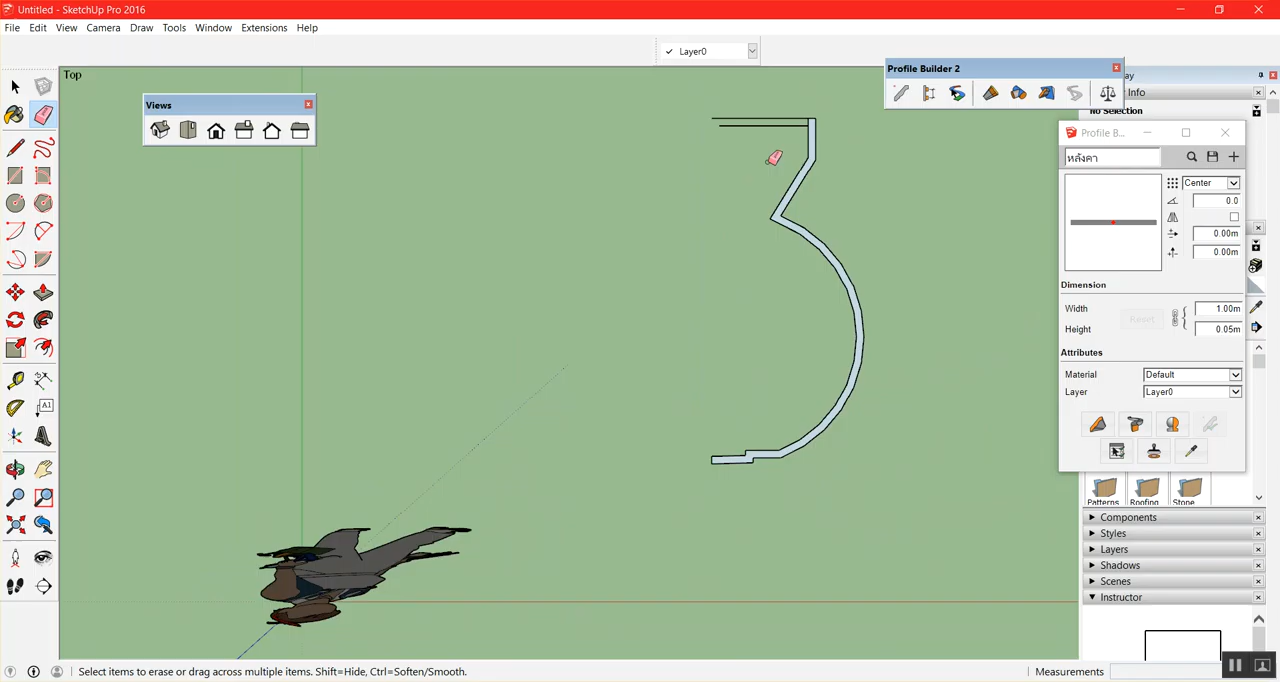 Untitled - SketchUp Pro 2016
File Edit View Camera Draw Tools Window Extensions Help
Layer0
Top
Views
Profile Builder 2
ay
r Info
No Selection
Profile B...
หลังคา
Center
0.0
0.00m
0.00m
Dimension
Width 1.00m
Reset
Height 0.05m
Attributes
Material Default
Layer Layer0
Patterns Roofing Stone
Components
Styles
Layers
Shadows
Scenes
Instructor
A1
Select items to erase or drag across multiple items. Shift=Hide, Ctrl=Soften/Smooth.
Measurements